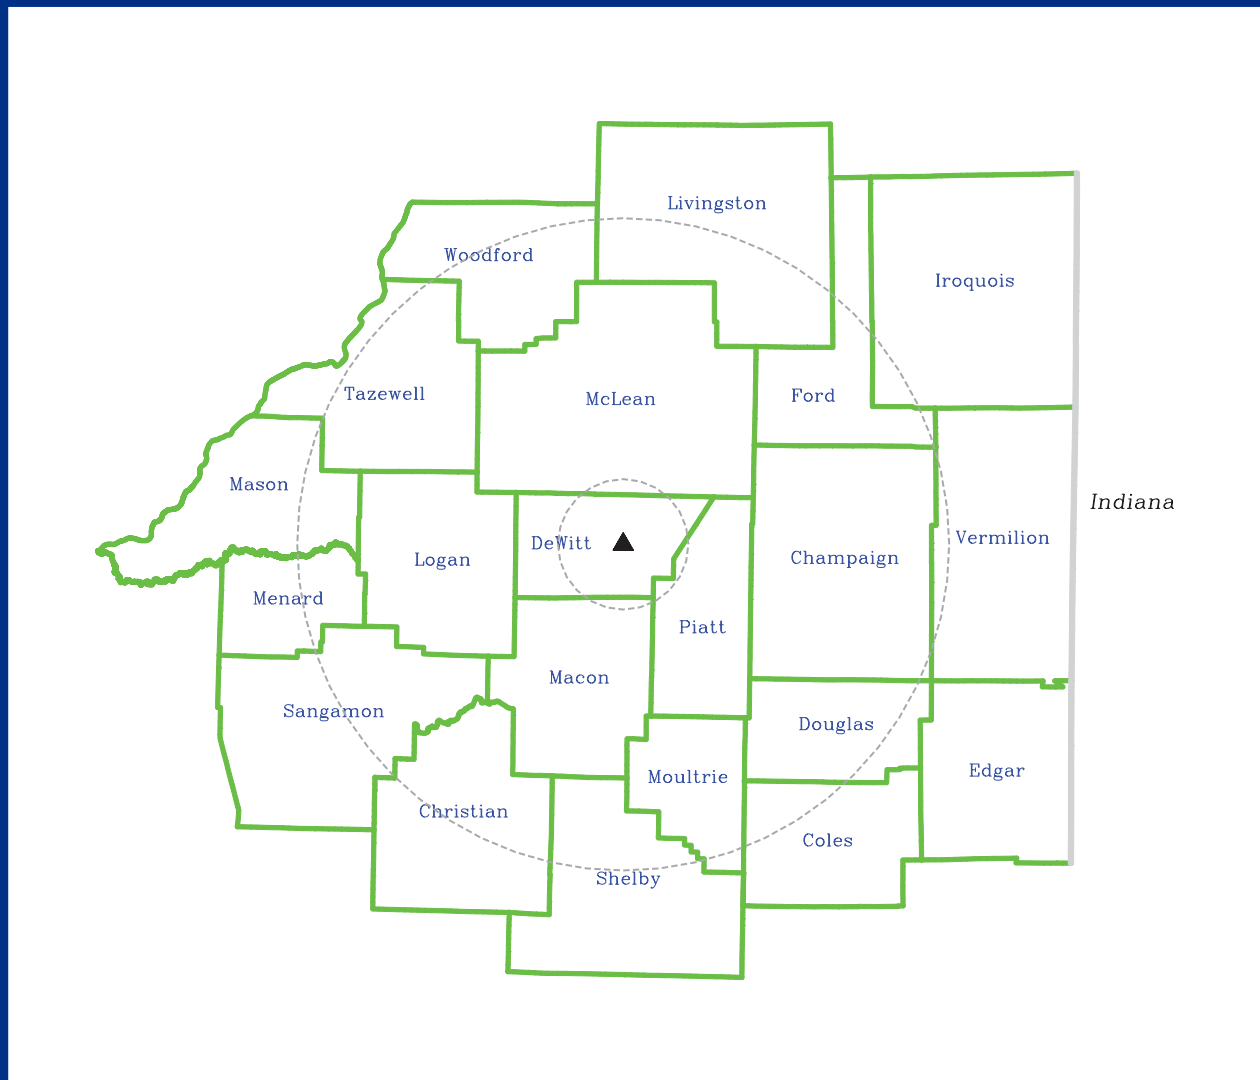 Livingston
Woodford
Iroquois
Tazewell
McLean
Ford
Mason
Indiana
DeWitt
Vermilion
Logan
Champaign
Menard
Piatt
Macon
Sangamon
Douglas
Moultrie
Edgar
Christian
Coles
Shelby